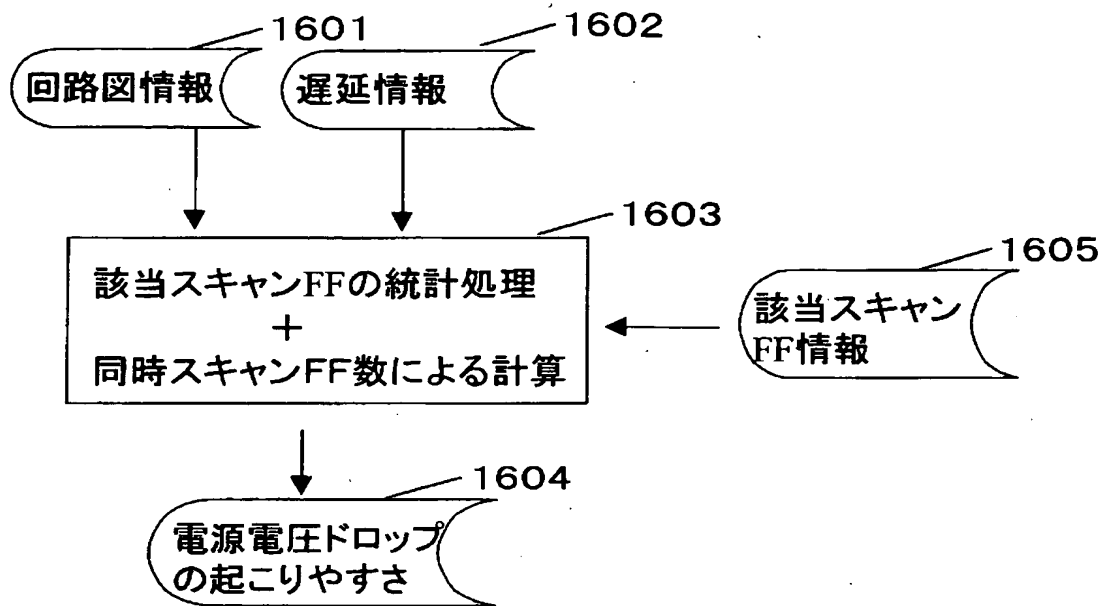 1601
1602
回路図情報
遅延情報
1603
1605
該当スキャンFFの統計処理
+
同時スキャンFF数による計算
該当スキャン
FF情報
1604
電源電圧ドロップ
の起こりやすさ